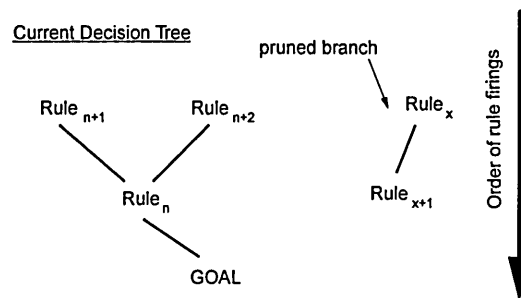 Current Decision Tree
pruned branch
Rule n+1
Rule n+2
Rule x
Rule n
Rule x+1
GOAL
Order of rule firings